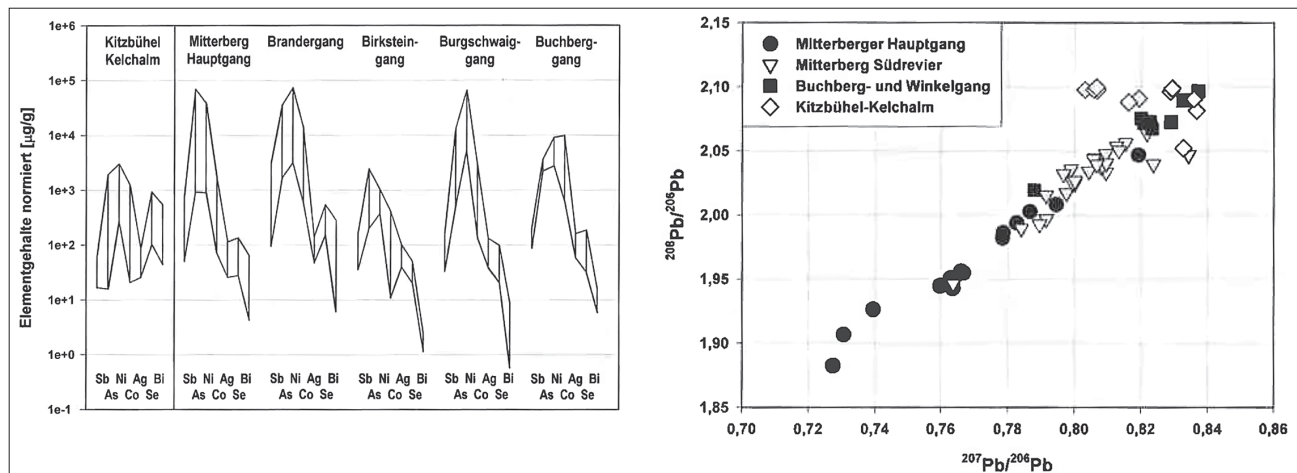 Elementgehalte normiert [µg/g]
1e+6
1e+5
1e+4
1e+3
1e+2
1e+1
1e+0
1e-1
Kitzbühel
Kelchalm
Mitterberg
Hauptgang
Brandergang
Birkstein-
gang
Burgschwaig-
gang
Buchberg-
gang
Sb Ni Ag Bi
As Co Se
Sb Ni Ag Bi
As Co Se
Sb Ni Ag Bi
As Co Se
Sb Ni Ag Bi
As Co Se
Sb Ni Ag Bi
As Co Se
Sb Ni Ag Bi
As Co Se
208Pb/206Pb
2,15
2,10
2,05
2,00
1,95
1,90
1,85
Mitterberger Hauptgang
Mitterberg Südrevier
Buchberg- und Winkelgang
Kitzbühel-Kelchalm
0,70 0,72 0,74 0,76 0,78 0,80 0,82 0,84 0,86
207Pb/206Pb